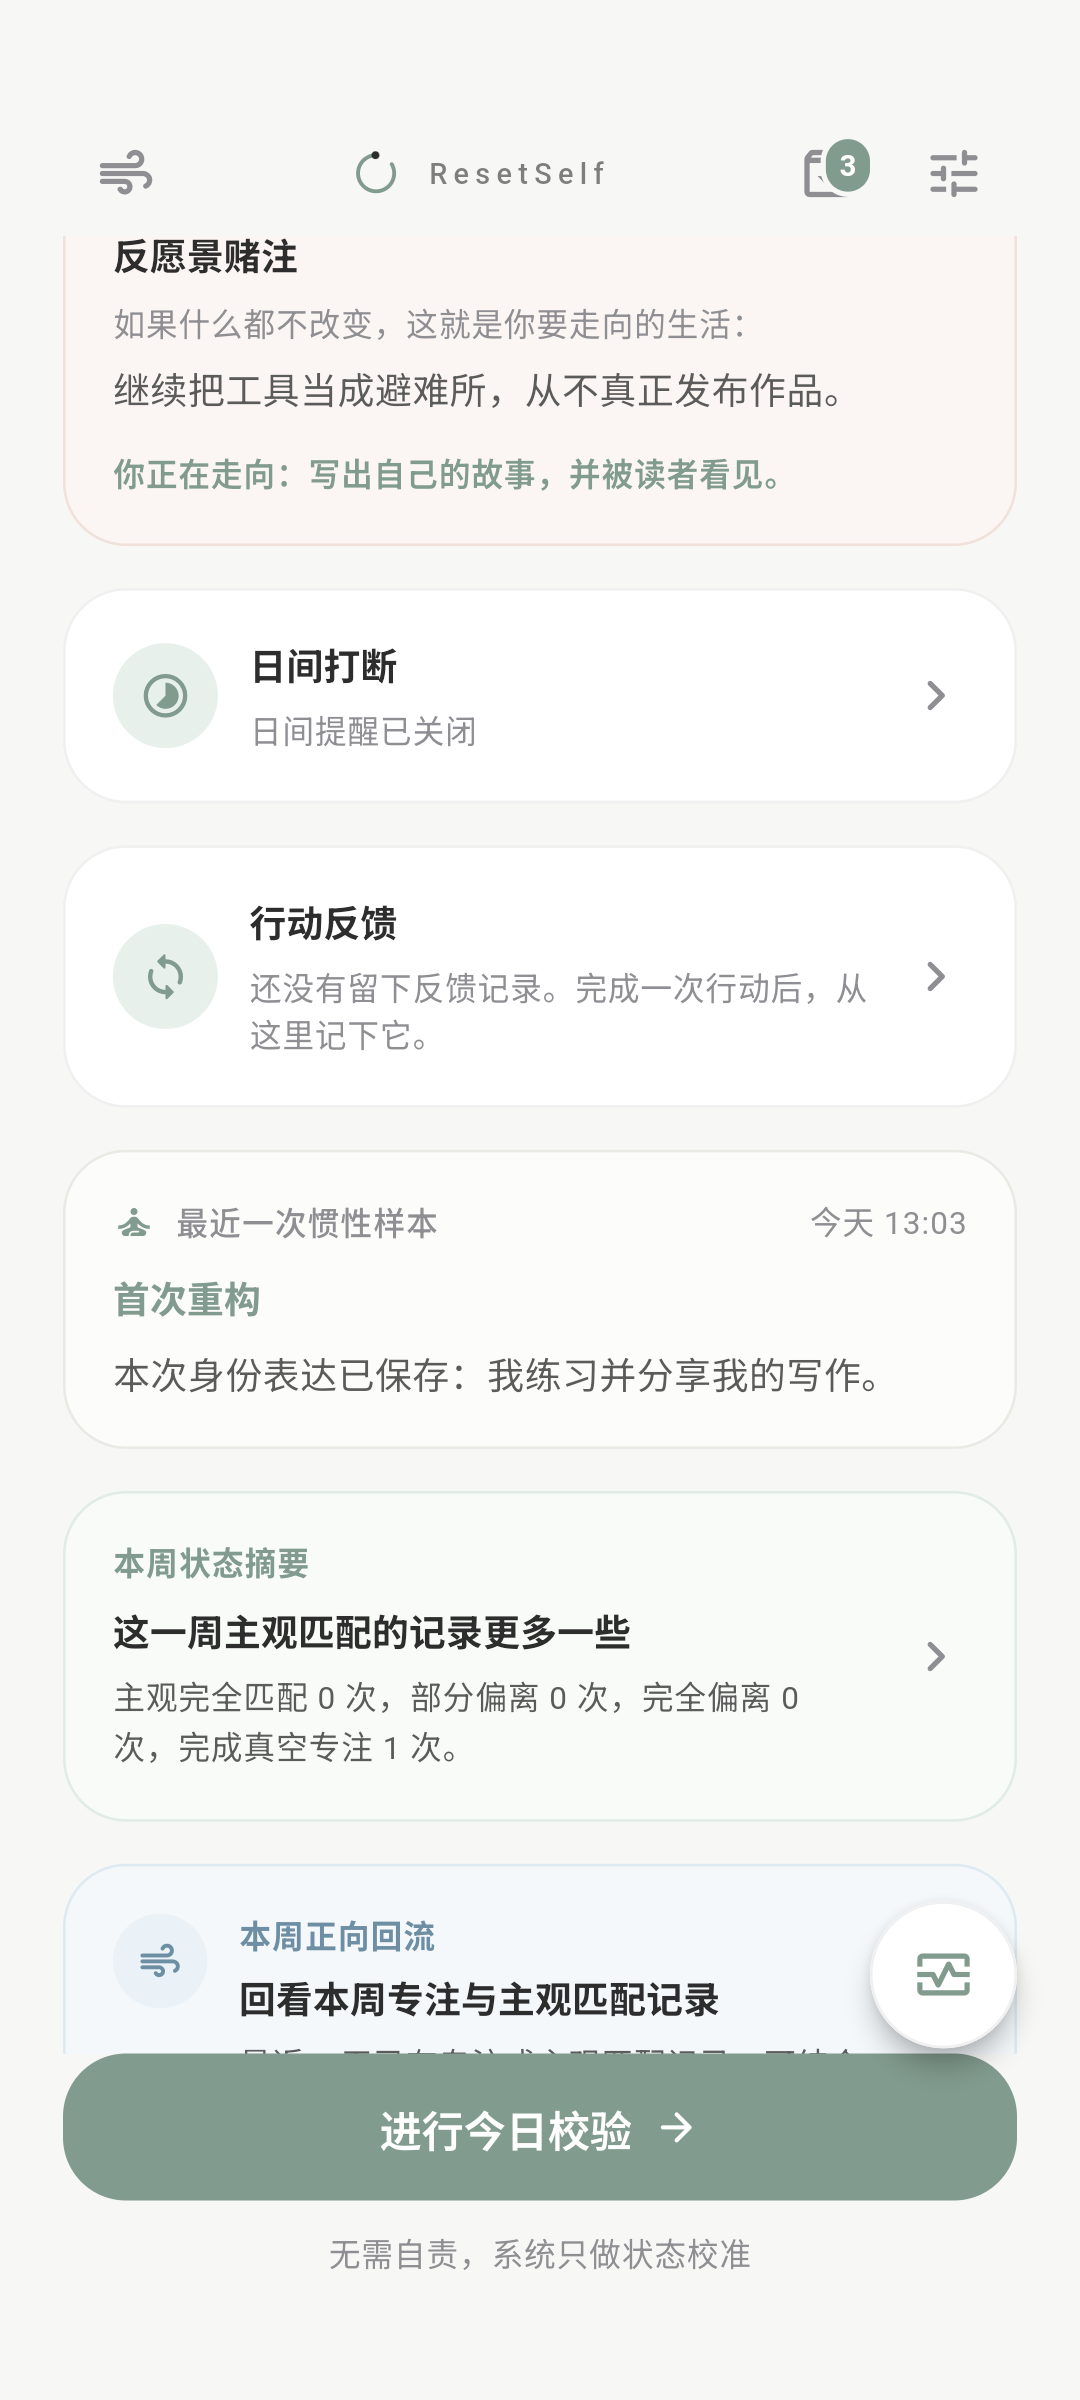 ResetSelf
3
反愿景赌注
如果什么都不改变，这就是你要走向的生活：
继续把工具当成避难所，从不真正发布作品。
你正在走向：写出自己的故事，并被读者看见。
日间打断
日间提醒已关闭
行动反馈
还没有留下反馈记录。完成一次行动后，从
这里记下它。
最近一次惯性样本
今天 13:03
首次重构
本次身份表达已保存：我练习并分享我的写作。
本周状态摘要
这一周主观匹配的记录更多一些
主观完全匹配 0 次，部分偏离 0 次，完全偏离 0
次，完成真空专注 1 次。
本周正向回流
回看本周专注与主观匹配记录
进行今日校验
无需自责，系统只做状态校准